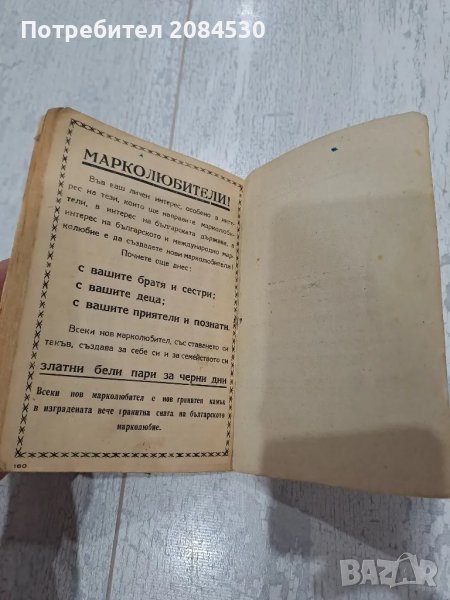 Потребител 2084530
МАРКОЛЮБИТЕЛИ!
Във ваш личен интерес, особено в инте-
рес на тези, които ще направите марколюби-
тели, в интерес на българската държава, в
интерес на българското и международно мар-
колюбие е да създадете нови марколюбители!
Почнете още днес:
с вашите братя и сестри;
с вашите деца;
с вашите приятели и познати.
Всеки нов марколюбител, със ставането си
такъв, създава за себе си и за семейството си
златни бели пари за черни дни
Всеки нов марколюбител е нов гранитен камък
в изградената вече гранитна снага на българското
марколюбие.
160
BAZAR